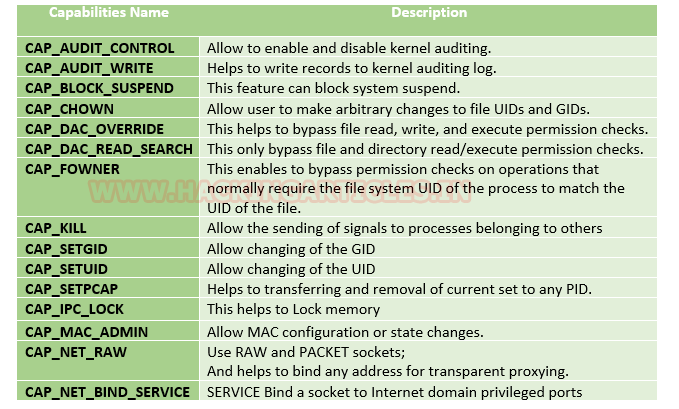 Capabilities Name Description
CAP_AUDIT_CONTROL Allow to enable and disable kernel auditing.
CAP_AUDIT_WRITE Helps to write records to kernel auditing log.
CAP_BLOCK_SUSPEND This feature can block system suspend.
CAP_CHOWN Allow user to make arbitrary changes to file UIDs and GIDs.
CAP_DAC_OVERRIDE This helps to bypass file read, write, and execute permission checks.
CAP_DAC_READ_SEARCH This only bypass file and directory read/execute permission checks.
CAP_FOWNER This enables to bypass permission checks on operations that
normally require the file system UID of the process to match the
UID of the file.
WWW.HACKINGARTICLES.IN
CAP_KILL Allow the sending of signals to processes belonging to others
CAP_SETGID Allow changing of the GID
CAP_SETUID Allow changing of the UID
CAP_SETPCAP Helps to transferring and removal of current set to any PID.
CAP_IPC_LOCK This helps to Lock memory
CAP_MAC_ADMIN Allow MAC configuration or state changes.
CAP_NET_RAW Use RAW and PACKET sockets;
And helps to bind any address for transparent proxying.
CAP_NET_BIND_SERVICE SERVICE Bind a socket to Internet domain privileged ports